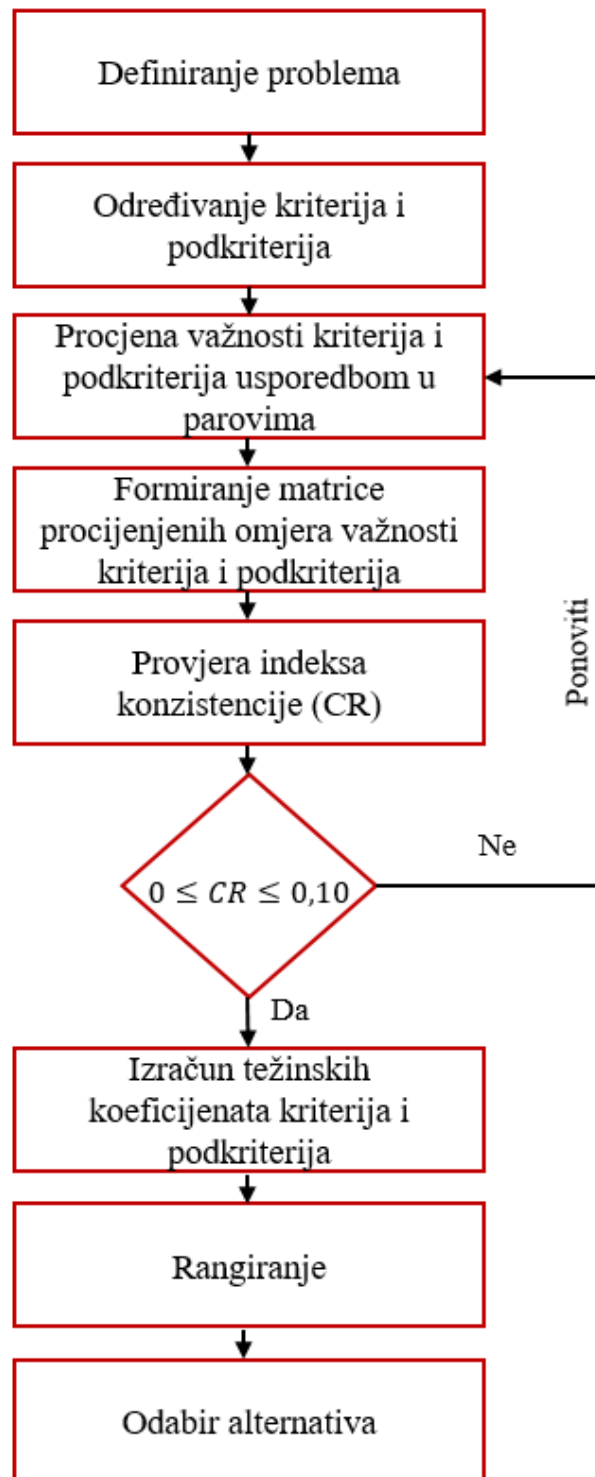 Definiranje problema
Određivanje kriterija i
podkriterija
Procjena važnosti kriterija i
podkriterija usporedbom u
parovima
Formiranje matrice
procijenjenih omjera važnosti
kriterija i podkriterija
Ponoviti
Provjera indeksa
konzistencije (CR)
Ne
0 ≤ CR ≤ 0,10
Da
Izračun težinskih
koeficijenata kriterija i
podkriterija
Rangiranje
Odabir alternativa